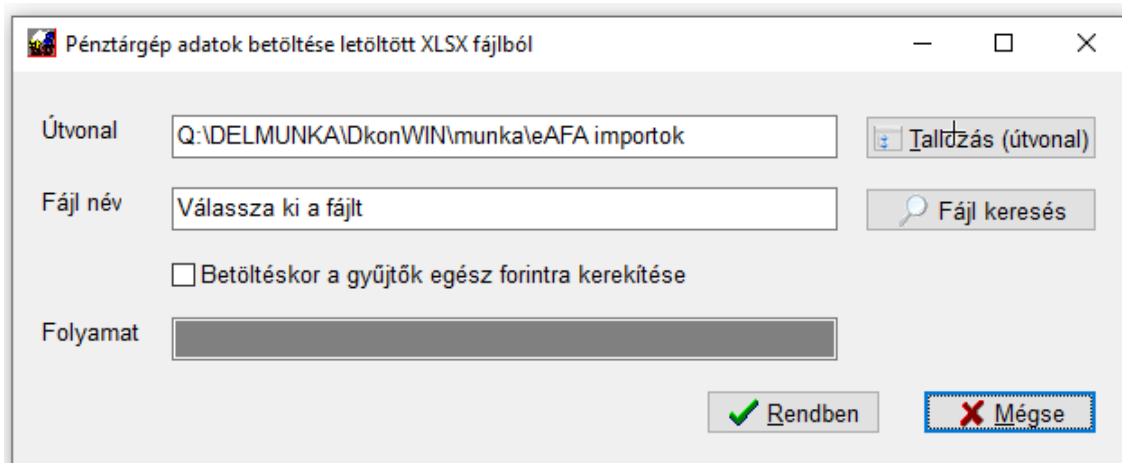 Pénztárgép adatok betöltése letöltött XLSX fájlból
Útvonal Q:\DELMUNKA\DkonWIN\munka\eAFA importok Tallózás (útvonal)
Fájl név Válassza ki a fájlt Fájl keresés
Betöltéskor a gyűjtők egész forintra kerekítése
Folyamat
Rendben Mégse